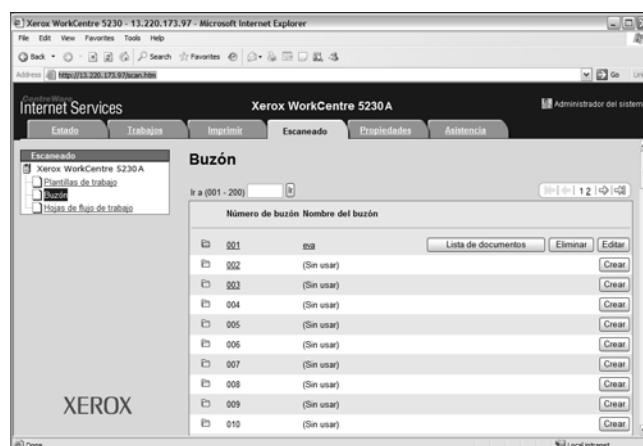 Xerox WorkCentre 5230 - 13.220.173.97 - Microsoft Internet Explorer
File Edit View Favorites Tools Help
Back Search Favorites
Address http://13.220.173.97/scan.htm Go
CentreWare
Internet Services
Xerox WorkCentre 5230 A
Administrador del sistem
Estado Trabajos Imprimir Escaneado Propiedades Asistencia
Escaneado
Xerox WorkCentre 5230 A
Plantillas de trabajo
Buzón
Hojas de flujo de trabajo
Buzón
Ir a (001 - 200) Ir 1 2
Número de buzón Nombre del buzón
001 eva Lista de documentos Eliminar Editar
002 (Sin usar) Crear
003 (Sin usar) Crear
004 (Sin usar) Crear
005 (Sin usar) Crear
006 (Sin usar) Crear
007 (Sin usar) Crear
008 (Sin usar) Crear
009 (Sin usar) Crear
010 (Sin usar) Crear
XEROX
Done Local intranet